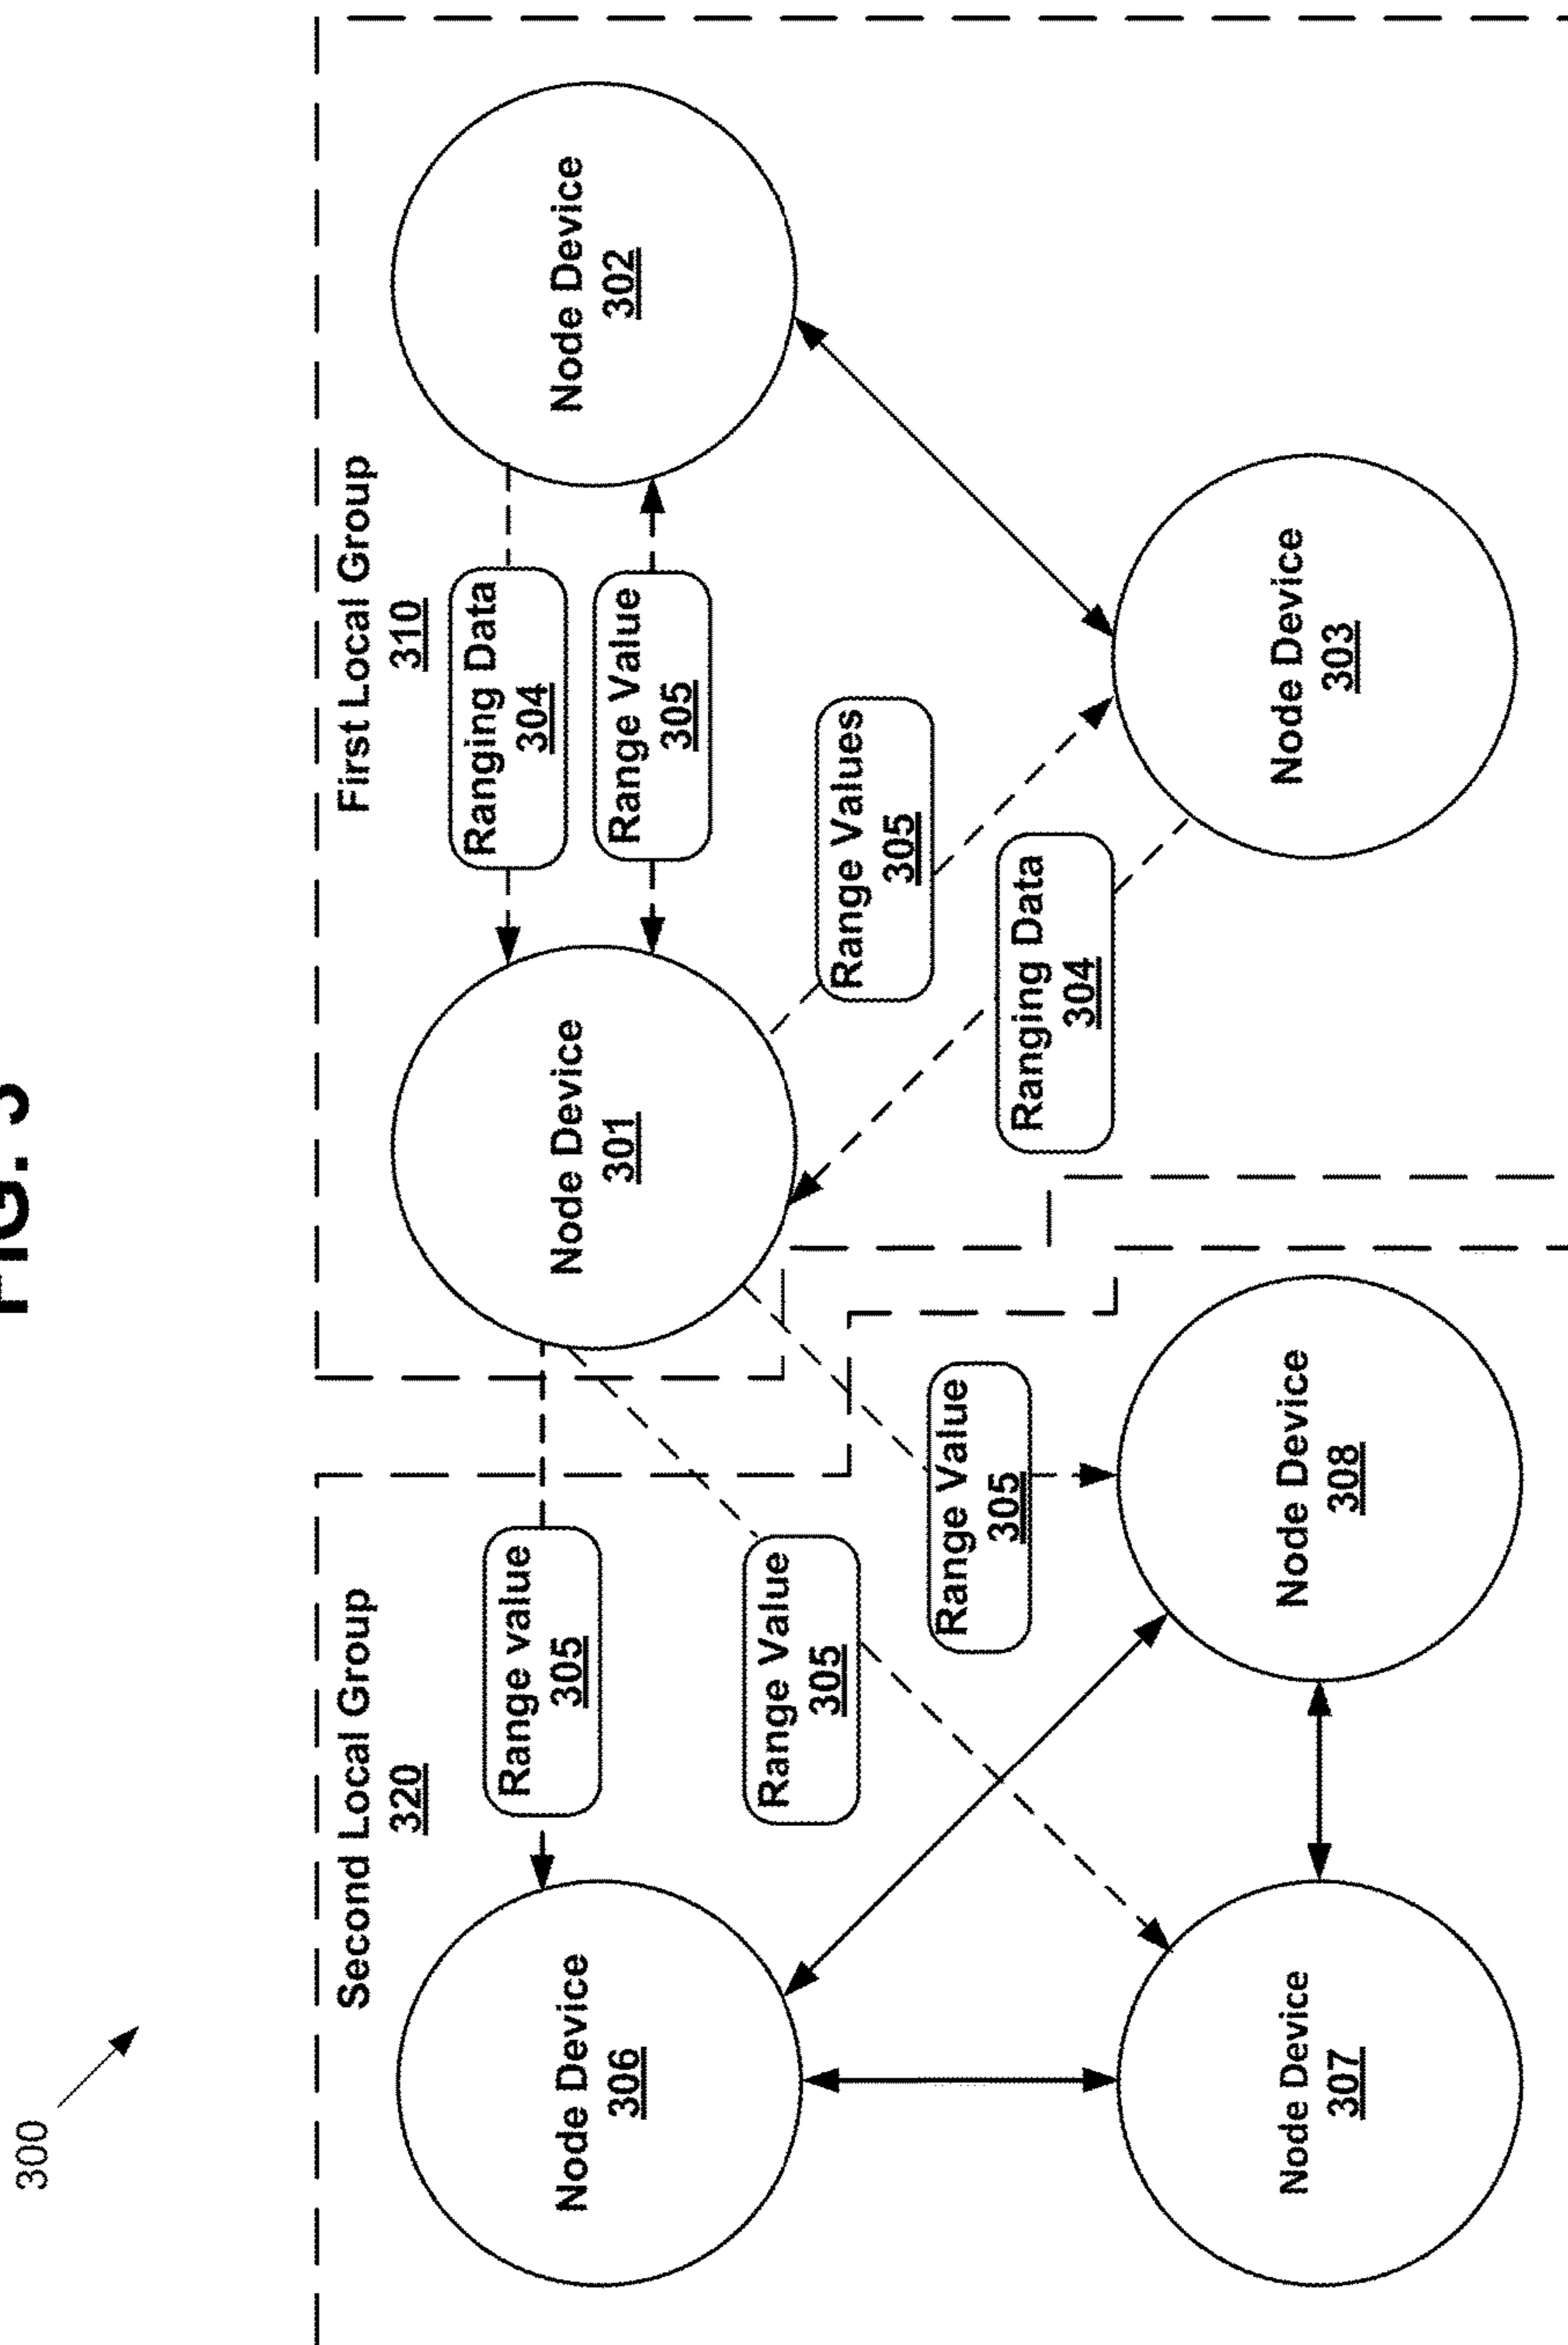 300
FIG. 3
Second Local Group
320
First Local Group
310
Node Device
306
Range value
305
Node Device
301
Ranging Data
304
Range Value
305
Node Device
302
Range Value
305
Range Value
305
Range Values
305
Ranging Data
304
Node Device
307
Node Device
308
Node Device
303